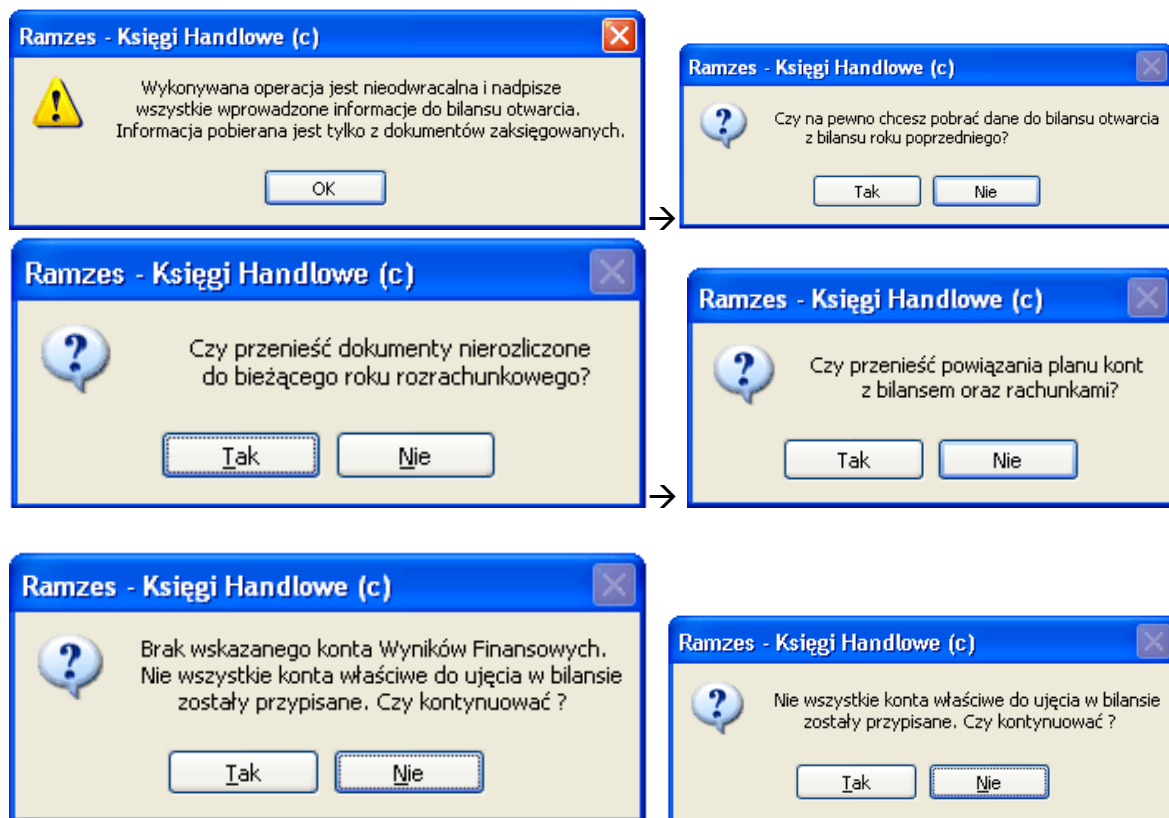 Ramzes - Księgi Handlowe (c)
Wykonywana operacja jest nieodwracalna i nadpisze
wszystkie wprowadzone informacje do bilansu otwarcia.
Informacja pobierana jest tylko z dokumentów zaksięgowanych.
OK
→
Ramzes - Księgi Handlowe (c)
Czy na pewno chcesz pobrać dane do bilansu otwarcia
z bilansu roku poprzedniego?
Tak Nie
Ramzes - Księgi Handlowe (c)
Czy przenieść dokumenty nierozliczone
do bieżącego roku rozrachunkowego?
Tak Nie
→
Ramzes - Księgi Handlowe (c)
Czy przenieść powiązania planu kont
z bilansem oraz rachunkami?
Tak Nie
Ramzes - Księgi Handlowe (c)
Brak wskazanego konta Wyników Finansowych.
Nie wszystkie konta właściwe do ujęcia w bilansie
zostały przypisane. Czy kontynuować ?
Tak Nie
Ramzes - Księgi Handlowe (c)
Nie wszystkie konta właściwe do ujęcia w bilansie
zostały przypisane. Czy kontynuować ?
Tak Nie